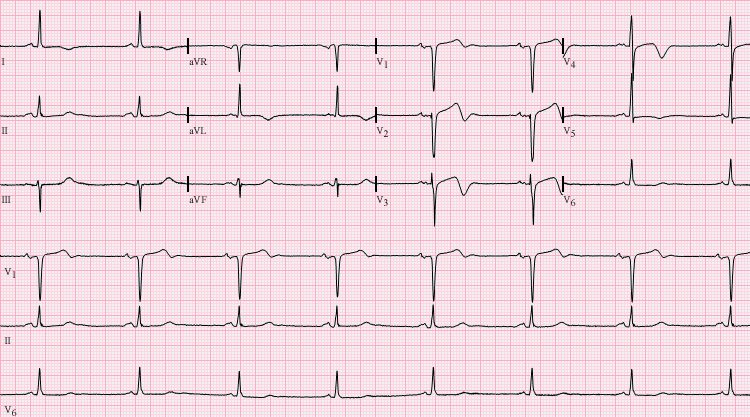 I aVR V1 V4
II aVL V2 V5
III aVF V3 V6
V1
II
V6